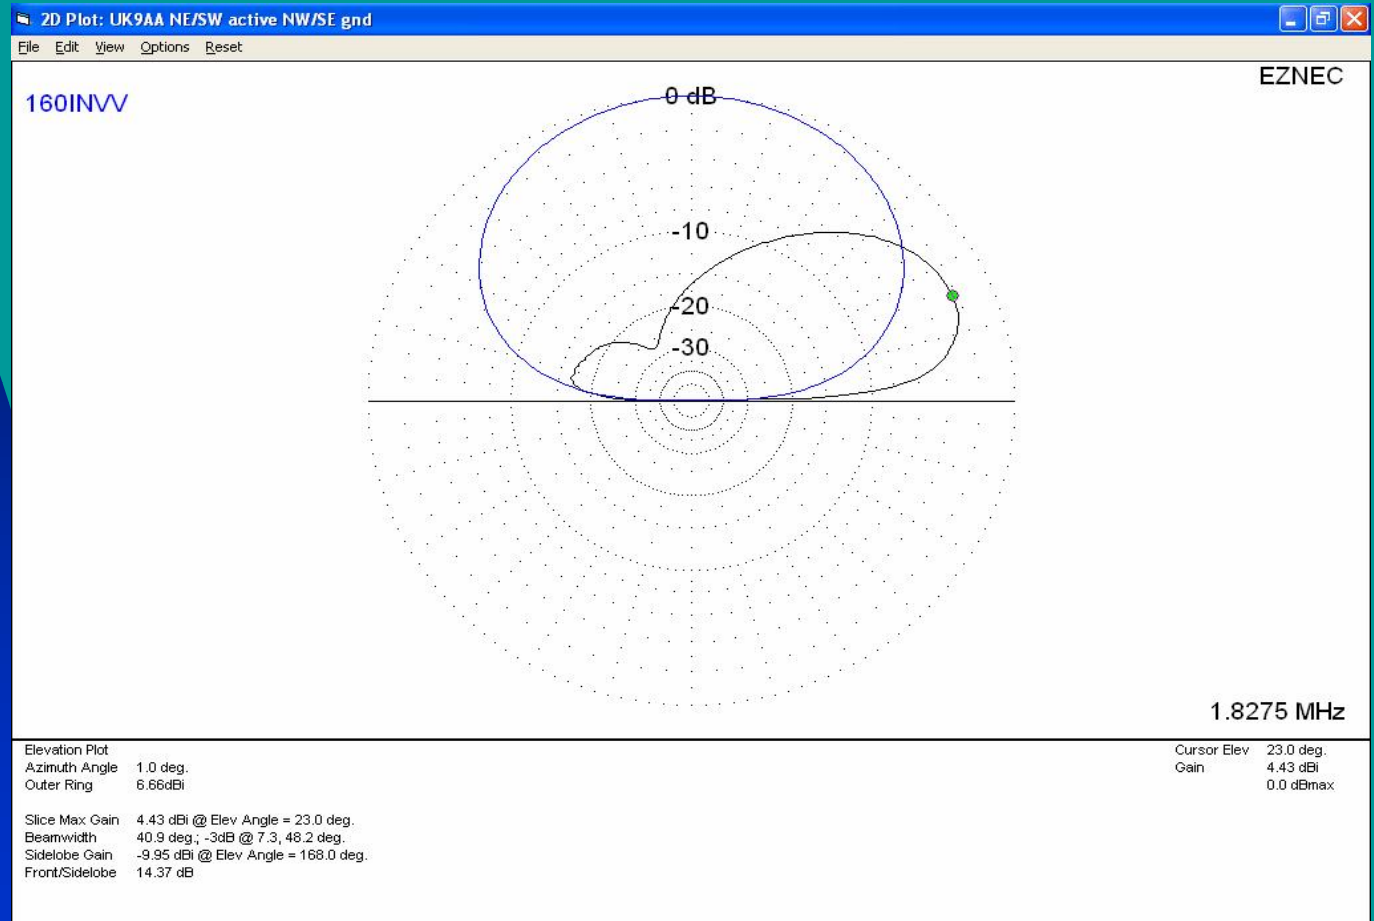 2D Plot: UK9AA NE/SW active NW/SE gnd
File Edit View Options Reset
EZNEC
160INVV
0 dB
-10
-20
-30
1.8275 MHz
Elevation Plot
Azimuth Angle 1.0 deg.
Outer Ring 6.66dBi
Slice Max Gain 4.43 dBi @ Elev Angle = 23.0 deg.
Beamwidth 40.9 deg.; -3dB @ 7.3, 48.2 deg.
Sidelobe Gain -9.95 dBi @ Elev Angle = 168.0 deg.
Front/Sidelobe 14.37 dB
Cursor Elev 23.0 deg.
Gain 4.43 dBi
0.0 dBmax